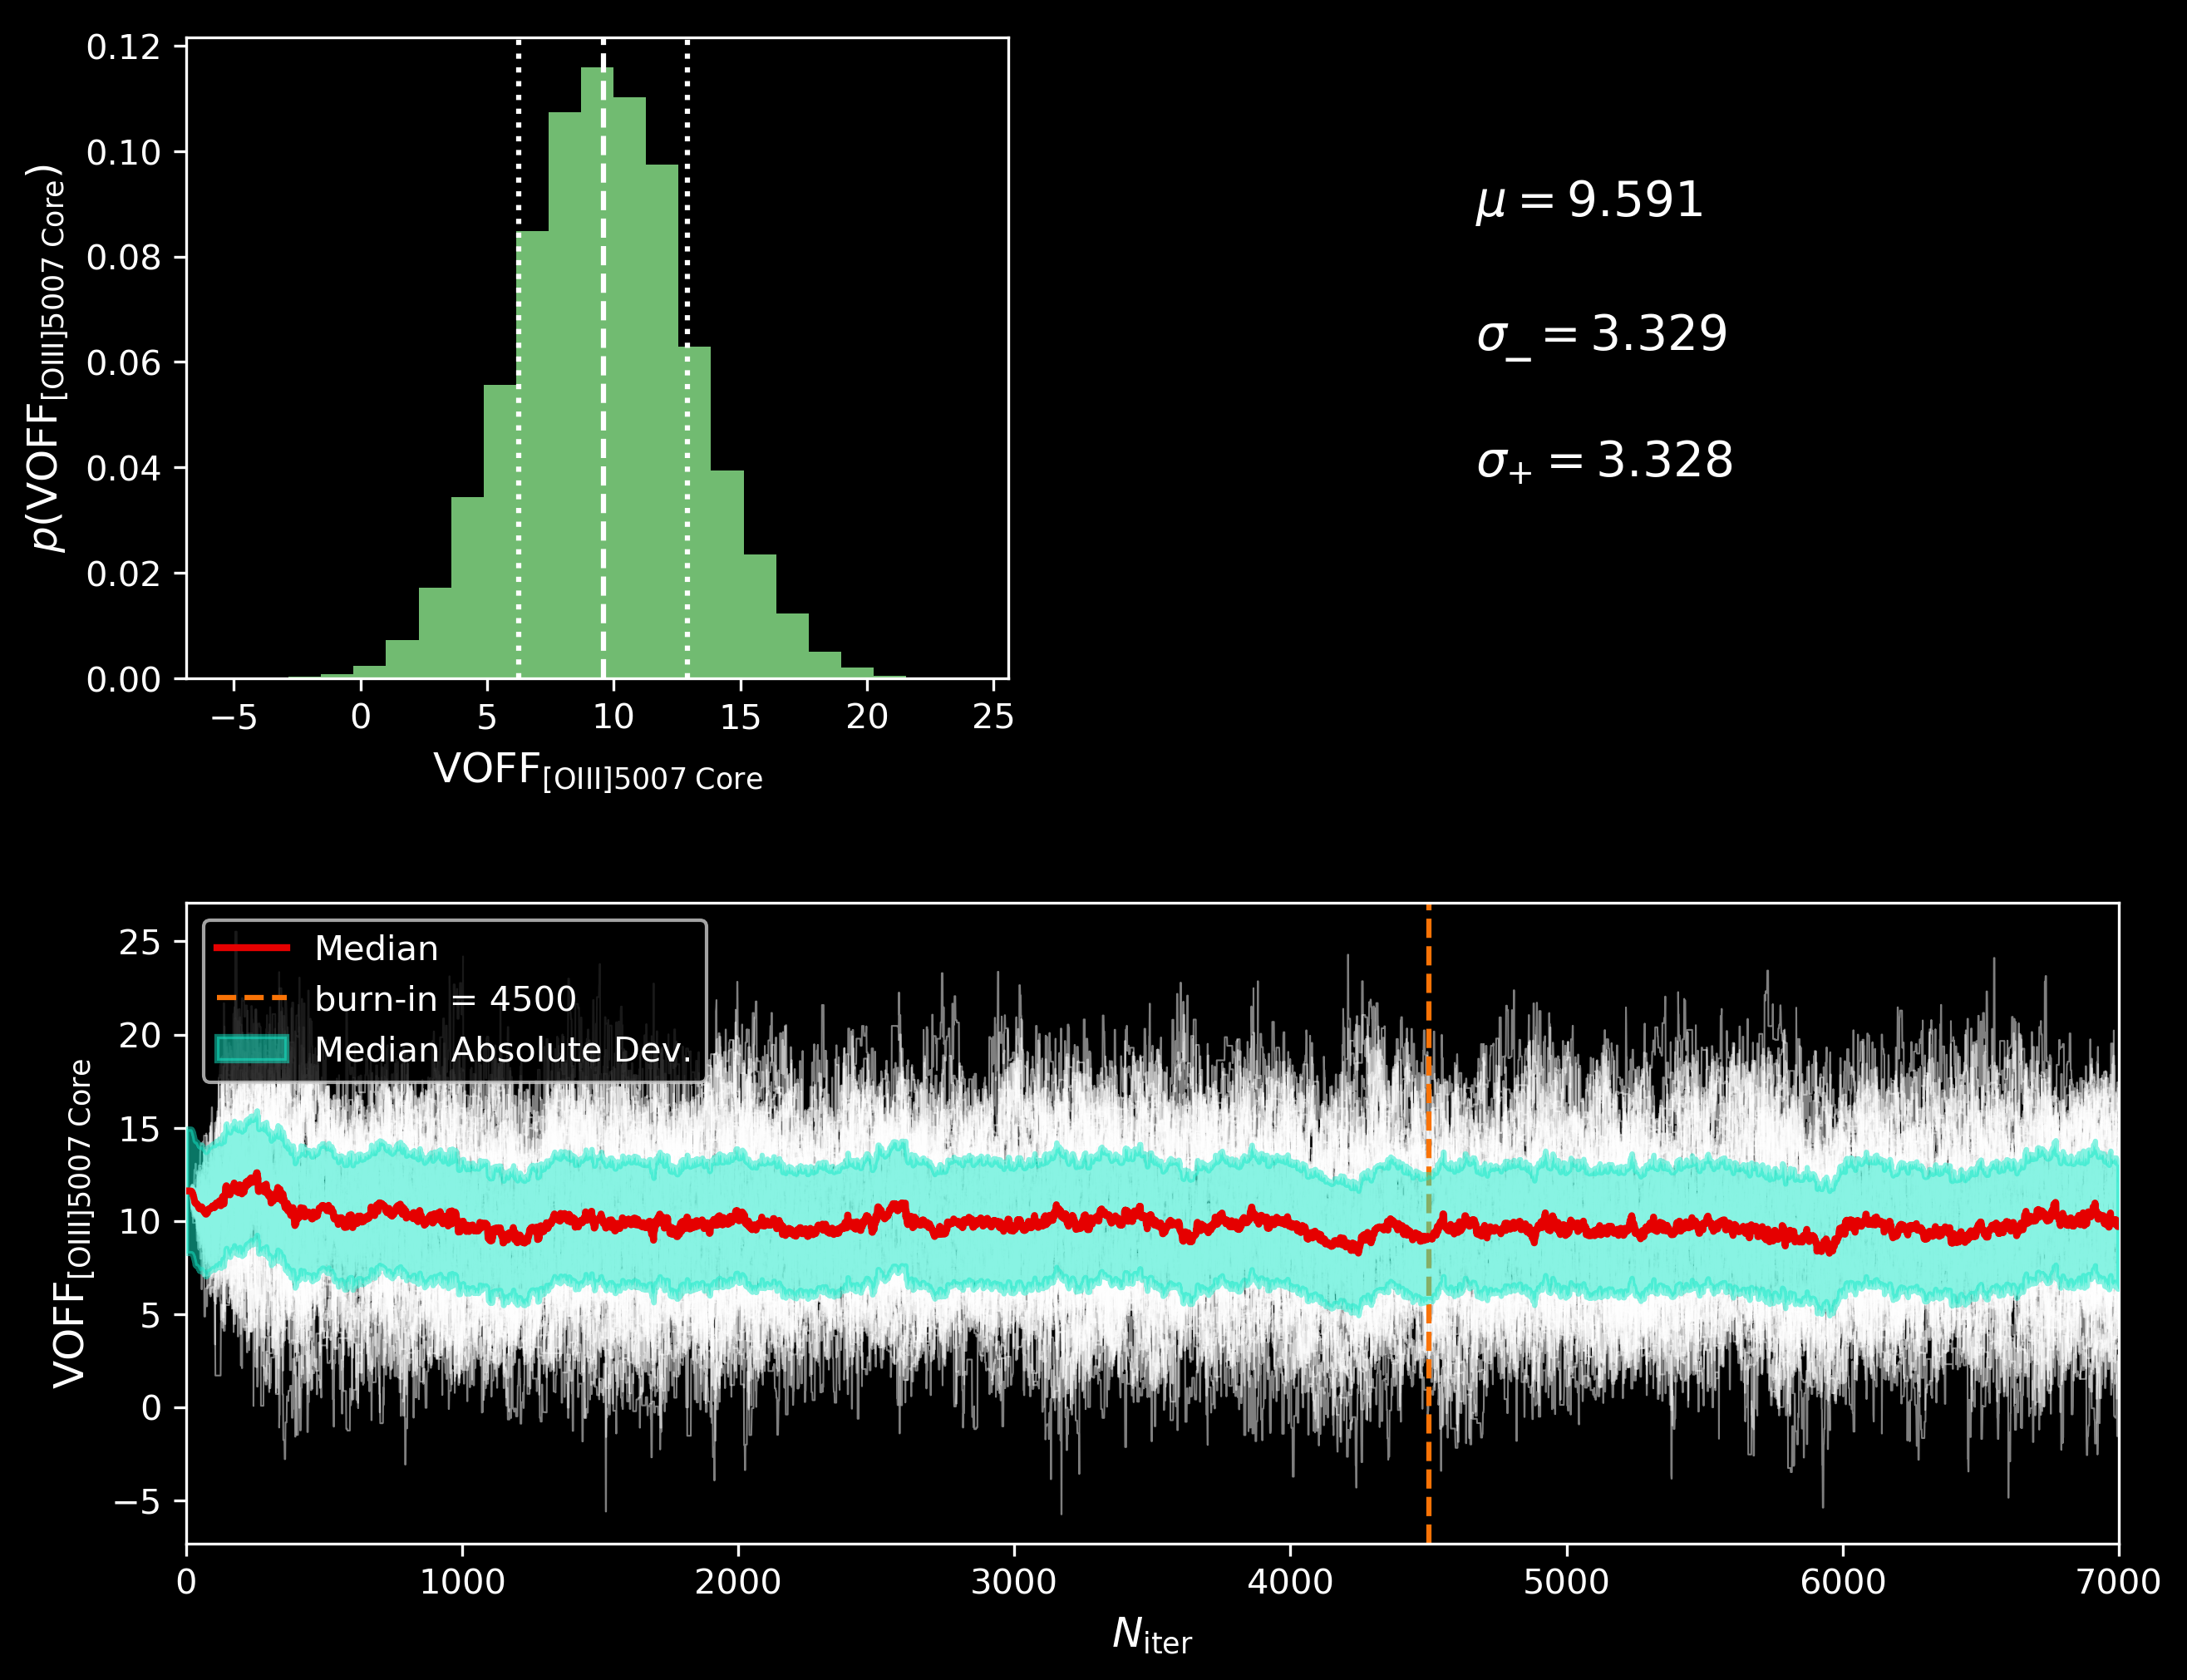 0.12
0.10
0.08
0.06
0.04
0.02
0.00
p(VOFF[OIII]5007 Core)
−5 0 5 10 15 20 25
VOFF[OIII]5007 Core
μ = 9.591
σ− = 3.329
σ+ = 3.328
25
20
15
10
5
0
−5
VOFF[OIII]5007 Core
Median
burn-in = 4500
Median Absolute Dev.
0 1000 2000 3000 4000 5000 6000 7000
Niter